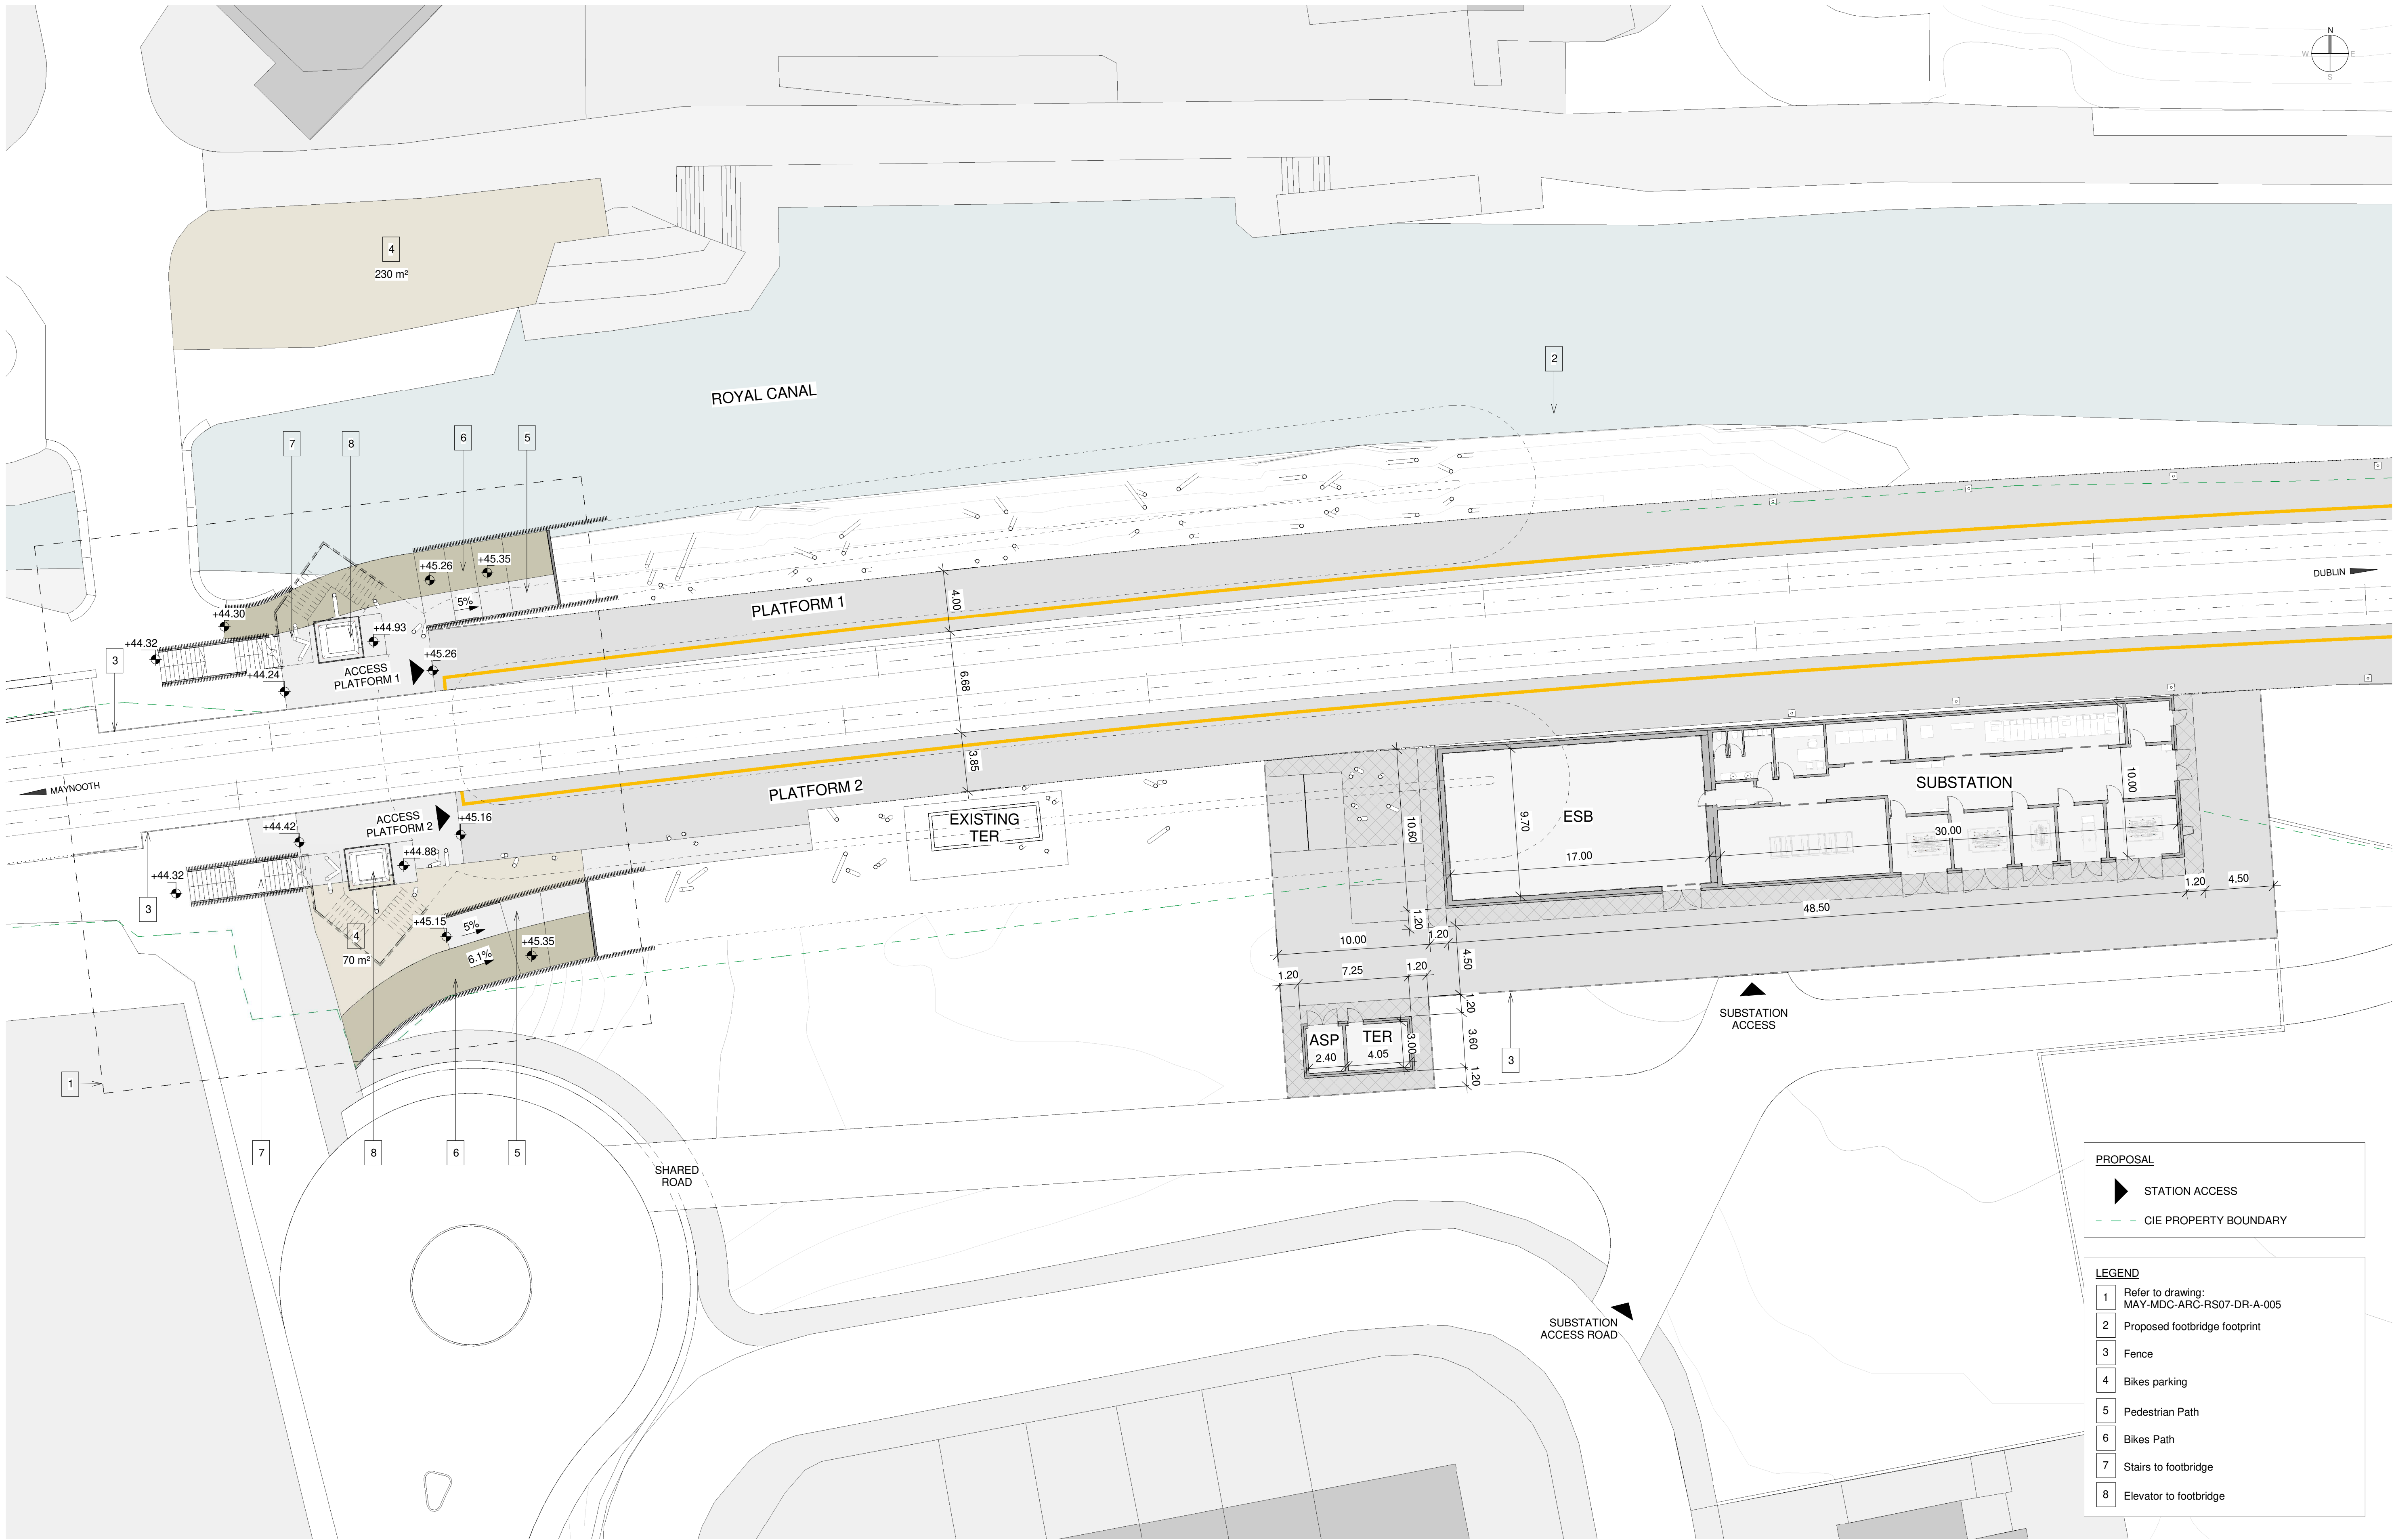 N
W
E
S
4
230 m²
2
ROYAL CANAL
7
8
6
5
+45.26
+45.35
5%
+44.30
+44.32
+44.93
+45.26
+44.24
3
ACCESS
PLATFORM 1
PLATFORM 1
4.00
6.68
3.85
DUBLIN
MAYNOOTH
PLATFORM 2
ACCESS
PLATFORM 2
+44.42
+45.16
+44.88
+44.32
3
EXISTING
TER
ESB
9.70
17.00
10.60
SUBSTATION
10.00
30.00
1.20
4.50
48.50
1.20
10.00
1.20
4.50
1.20
7.25
1.20
1.20
3.60
1.20
ASP
2.40
TER
4.05
3.00
3
SUBSTATION
ACCESS
+45.15
5%
6.1%
+45.35
4
70 m²
1
7
8
6
5
SHARED
ROAD
SUBSTATION
ACCESS ROAD
PROPOSAL
STATION ACCESS
CIE PROPERTY BOUNDARY
LEGEND
1 Refer to drawing:
MAY-MDC-ARC-RS07-DR-A-005
2 Proposed footbridge footprint
3 Fence
4 Bikes parking
5 Pedestrian Path
6 Bikes Path
7 Stairs to footbridge
8 Elevator to footbridge